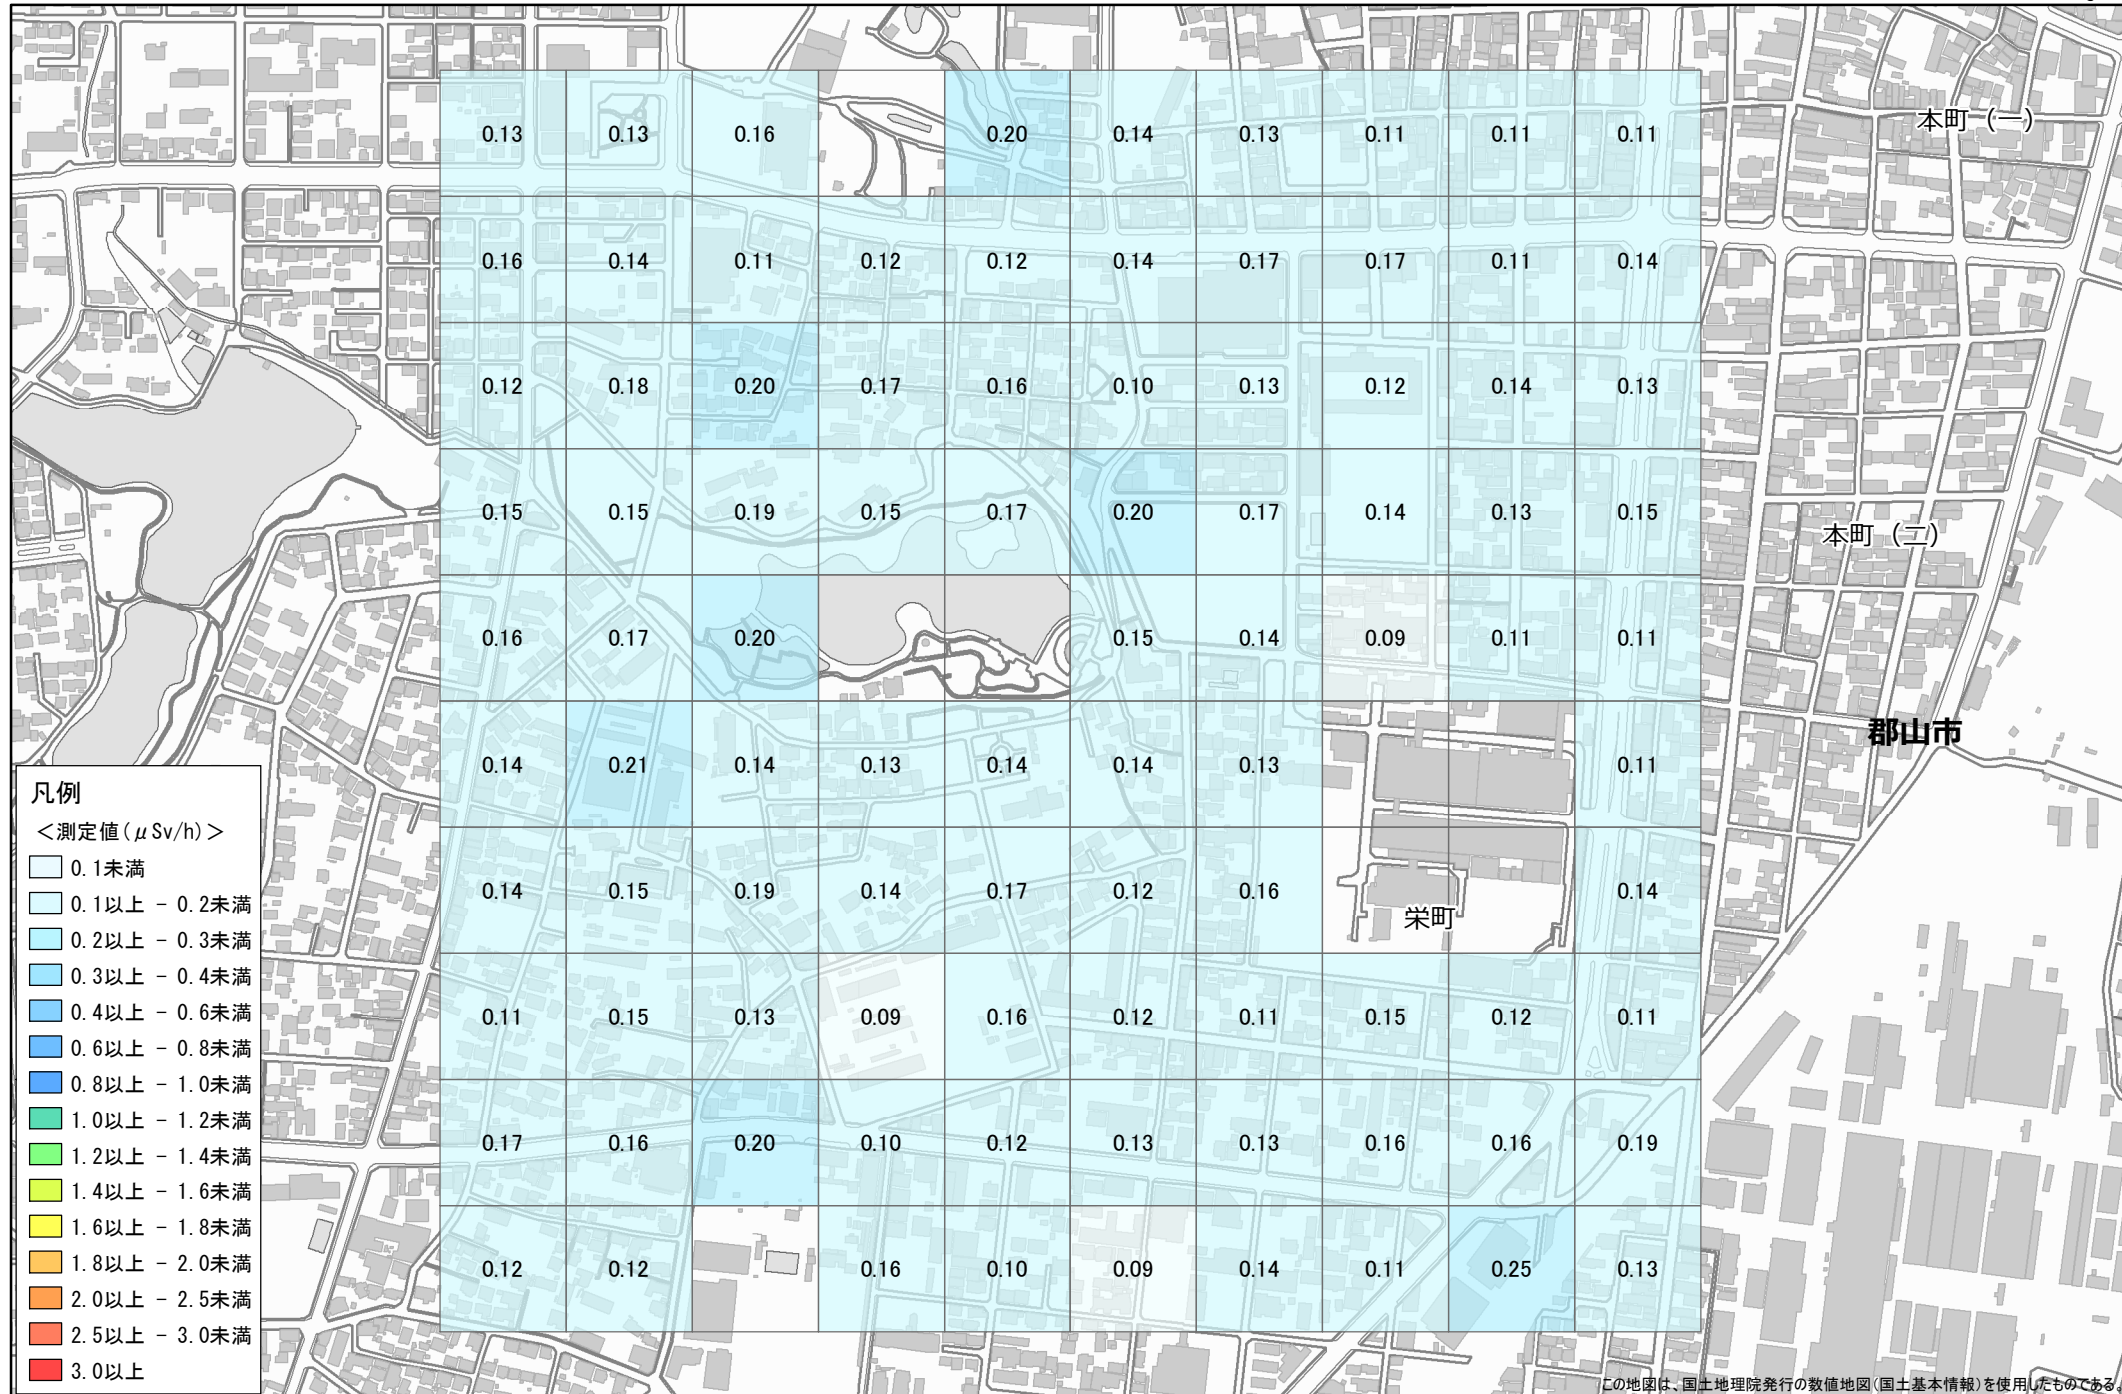 0.13 0.13 0.16 0.20 0.14 0.13 0.11 0.11 0.11
本町（一）
0.16 0.14 0.11 0.12 0.12 0.14 0.17 0.17 0.11 0.14
0.12 0.18 0.20 0.17 0.16 0.10 0.13 0.12 0.14 0.13
0.15 0.15 0.19 0.15 0.17 0.20 0.17 0.14 0.13 0.15
本町（二）
0.16 0.17 0.20 0.15 0.14 0.09 0.11 0.11
郡山市
0.14 0.21 0.14 0.13 0.14 0.14 0.13 0.11
0.14 0.15 0.19 0.14 0.17 0.12 0.16 0.14
栄町
0.11 0.15 0.13 0.09 0.16 0.12 0.11 0.15 0.12 0.11
0.17 0.16 0.20 0.10 0.12 0.13 0.13 0.16 0.16 0.19
0.12 0.12 0.16 0.10 0.09 0.14 0.11 0.25 0.13
凡例
＜測定値(μSv/h)＞
0.1未満
0.1以上 - 0.2未満
0.2以上 - 0.3未満
0.3以上 - 0.4未満
0.4以上 - 0.6未満
0.6以上 - 0.8未満
0.8以上 - 1.0未満
1.0以上 - 1.2未満
1.2以上 - 1.4未満
1.4以上 - 1.6未満
1.6以上 - 1.8未満
1.8以上 - 2.0未満
2.0以上 - 2.5未満
2.5以上 - 3.0未満
3.0以上
この地図は、国土地理院発行の数値地図（国土基本情報）を使用したものである